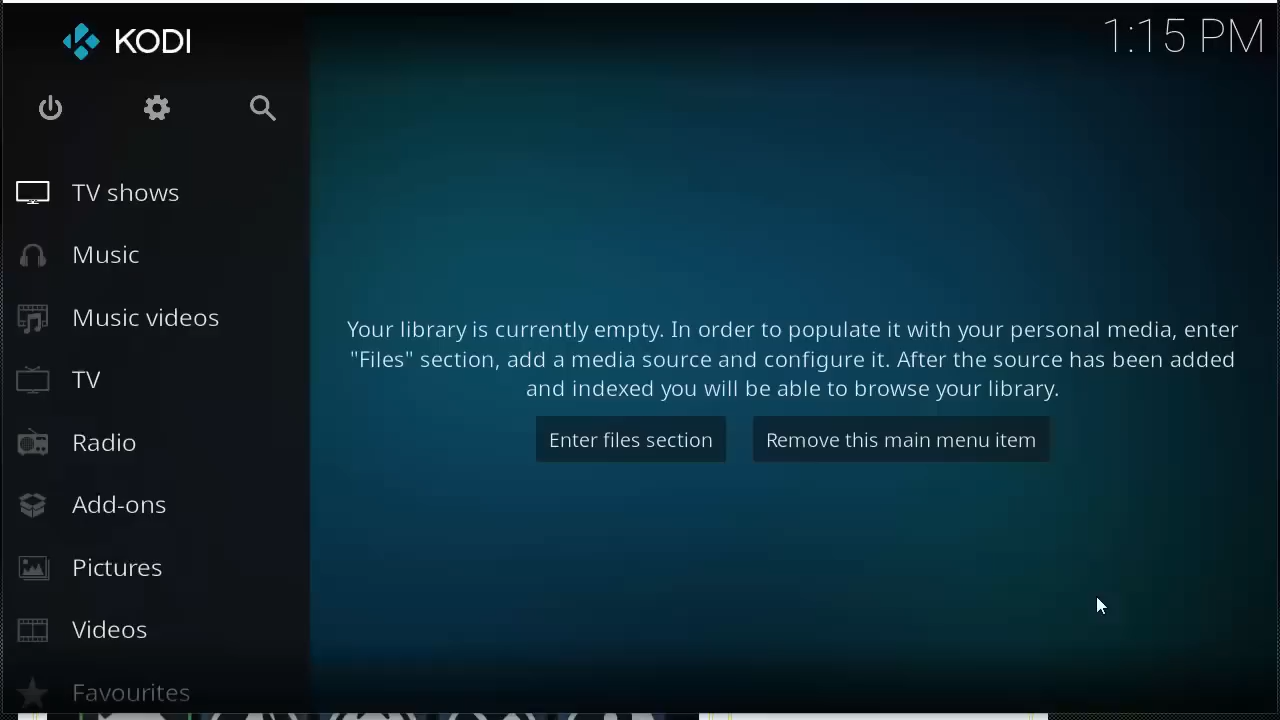 KODI
1:15 PM
TV shows
Music
Music videos
TV
Radio
Add-ons
Pictures
Videos
Favourites
Your library is currently empty. In order to populate it with your personal media, enter
"Files" section, add a media source and configure it. After the source has been added
and indexed you will be able to browse your library.
Enter files section
Remove this main menu item